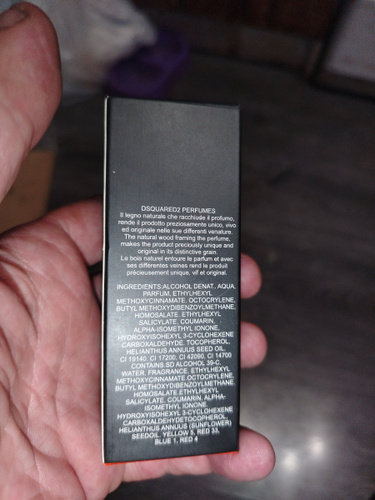 DSQUARED2 PERFUMES
Il legno naturale che racchiude il profumo,
rende il prodotto preziosamente unico, vivo
ed originale nelle sue differenti venature.
The natural wood framing the perfume,
makes the product preciously unique and
original in its distinctive grain.
Le bois naturel entoure le parfum et avec
ses différentes veines rend le produit
précieusement unique, vif et original.
INGREDIENTS:ALCOHOL DENAT., AQUA,
PARFUM, ETHYLHEXYL
METHOXYCINNAMATE, OCTOCRYLENE,
BUTYL METHOXYDIBENZOYLMETHANE,
HOMOSALATE, ETHYLHEXYL
SALICYLATE, COUMARIN,
ALPHA-ISOMETHYL IONONE,
HYDROXYISOHEXYL 3-CYCLOHEXENE
CARBOXALDEHYDE, TOCOPHEROL,
HELIANTHUS ANNUUS SEED OIL,
CI 19140, CI 17200, CI 42090, CI 14700
CONTAINS:SD ALCOHOL 39-C,
WATER, FRAGRANCE, ETHYLHEXYL
METHOXYCINNAMATE,OCTOCRYLENE,
BUTYL METHOXYDIBENZOYLMETHANE,
HOMOSALATE,ETHYLHEXYL
SALICYLATE, COUMARIN, ALPHA-
ISOMETHYL IONONE,
HYDROXYISOHEXYL 3-CYCLOHEXENE
CARBOXALDEHYDETOCOPHEROL,
HELIANTHUS ANNUUS (SUNFLOWER)
SEEDOIL, YELLOW 5, RED 33,
BLUE 1, RED 4